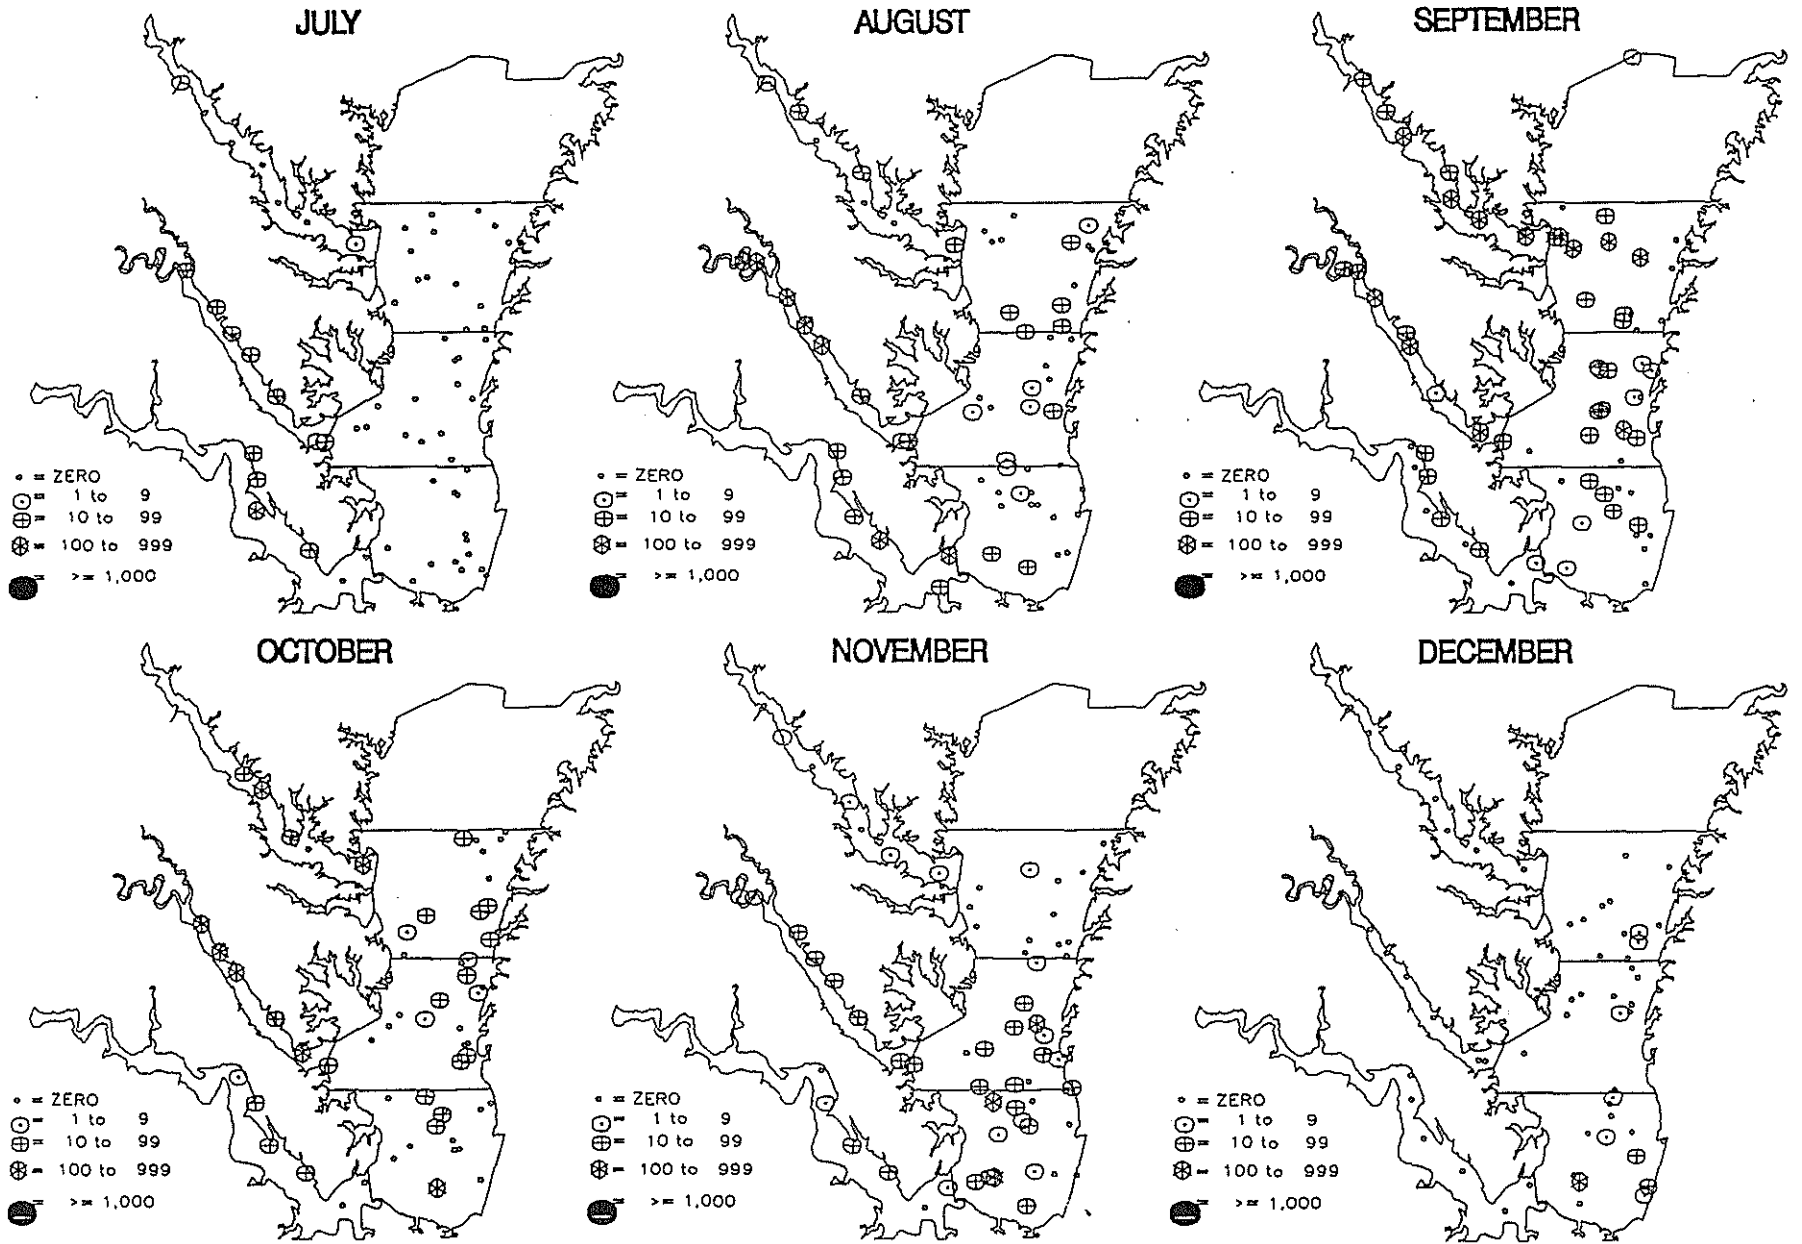 JULY
• = ZERO
= 1 to 9
= 10 to 99
= 100 to 999
= >= 1,000
AUGUST
• = ZERO
= 1 to 9
= 10 to 99
= 100 to 999
= >= 1,000
SEPTEMBER
• = ZERO
= 1 to 9
= 10 to 99
= 100 to 999
= >= 1,000
OCTOBER
• = ZERO
= 1 to 9
= 10 to 99
= 100 to 999
= >= 1,000
NOVEMBER
• = ZERO
= 1 to 9
= 10 to 99
= 100 to 999
= >= 1,000
DECEMBER
• = ZERO
= 1 to 9
= 10 to 99
= 100 to 999
= >= 1,000